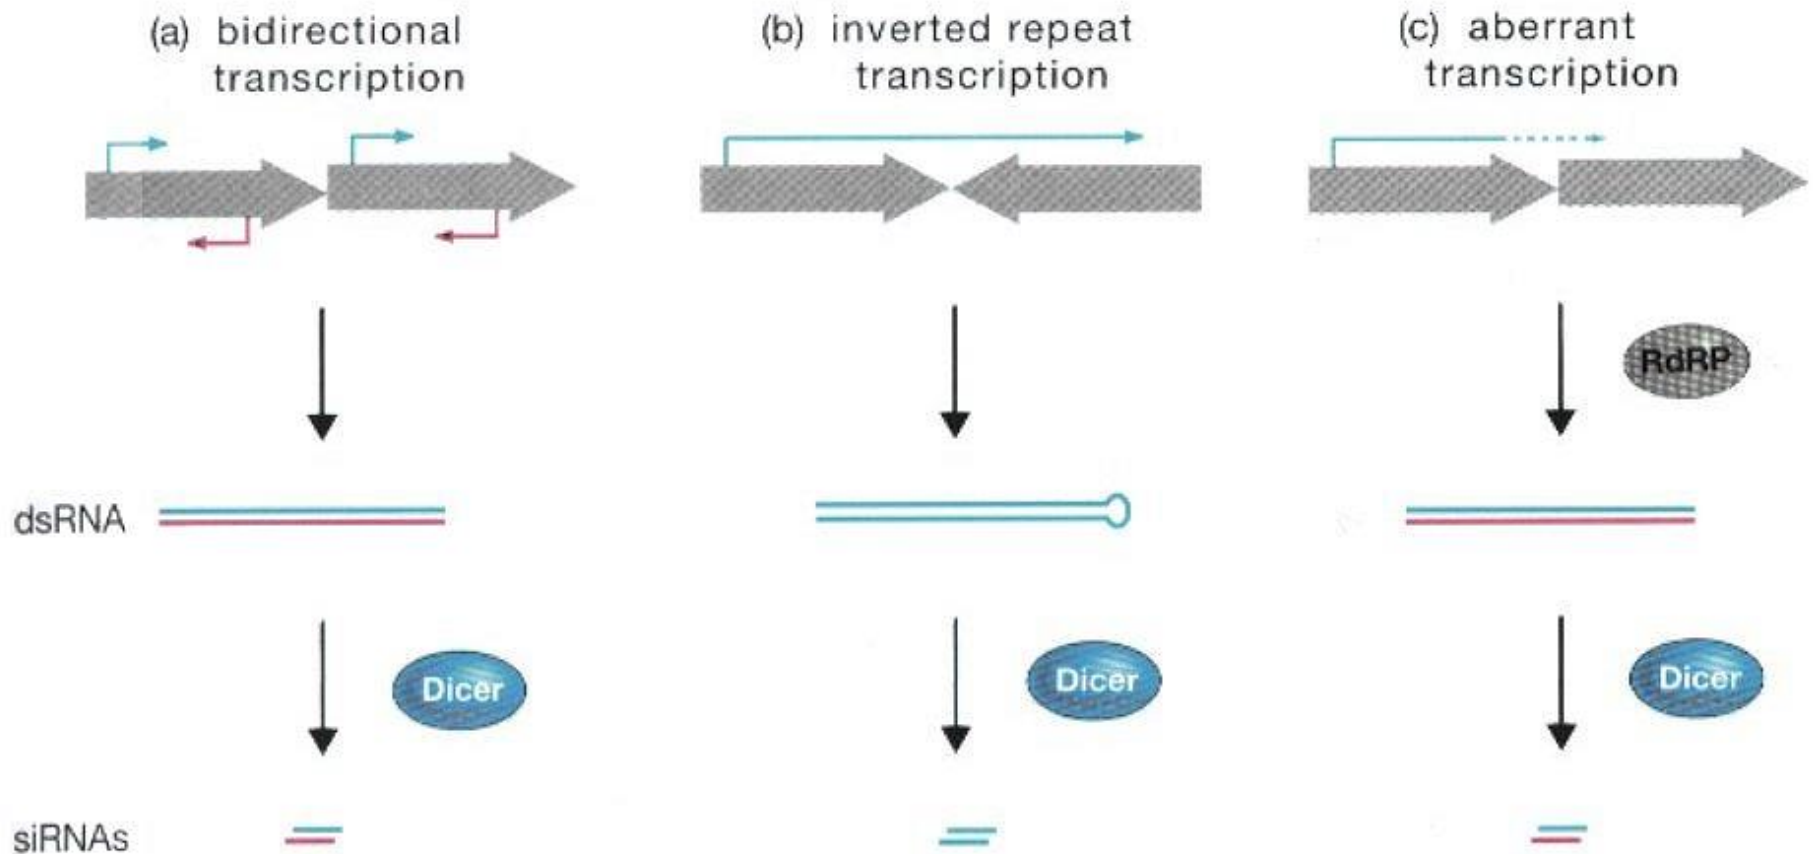 (a) bidirectional
transcription
(b) inverted repeat
transcription
(c) aberrant
transcription
RdRP
dsRNA
Dicer
Dicer
Dicer
siRNAs